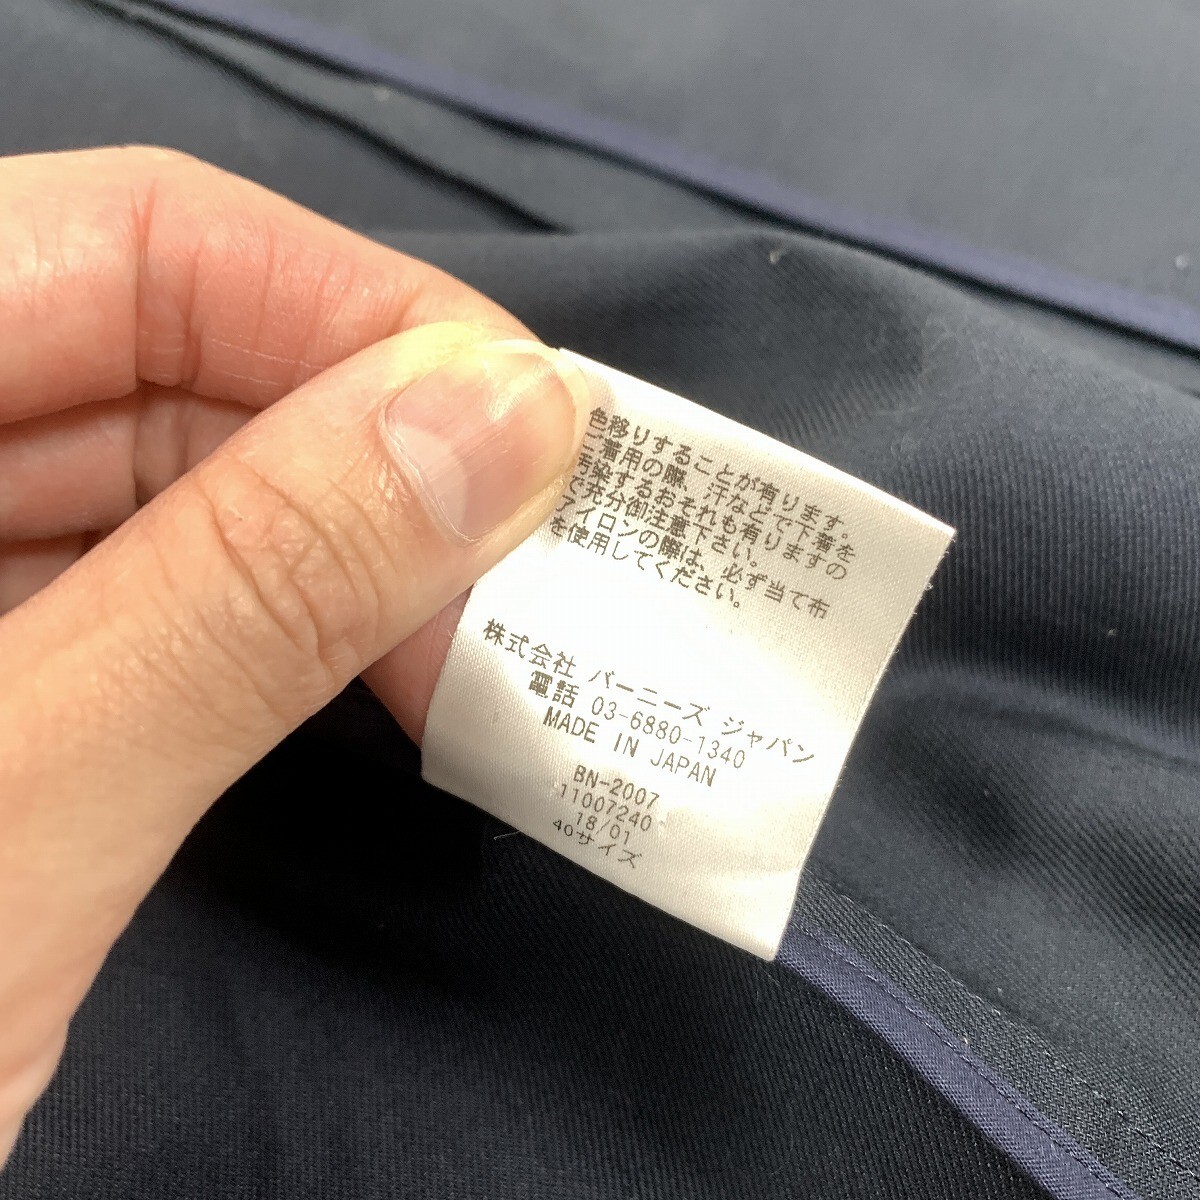 色移りすることが有ります。
ご着用の際、汗などで下着を
汚染するおそれも有りますの
で充分御注意下さい。
アイロンの際は、必ず当て布
を使用してください。
株式会社 バーニーズ ジャパン
電話 03-6880-1340
MADE IN JAPAN
BN-2007
11007240
18/01
40サイズ